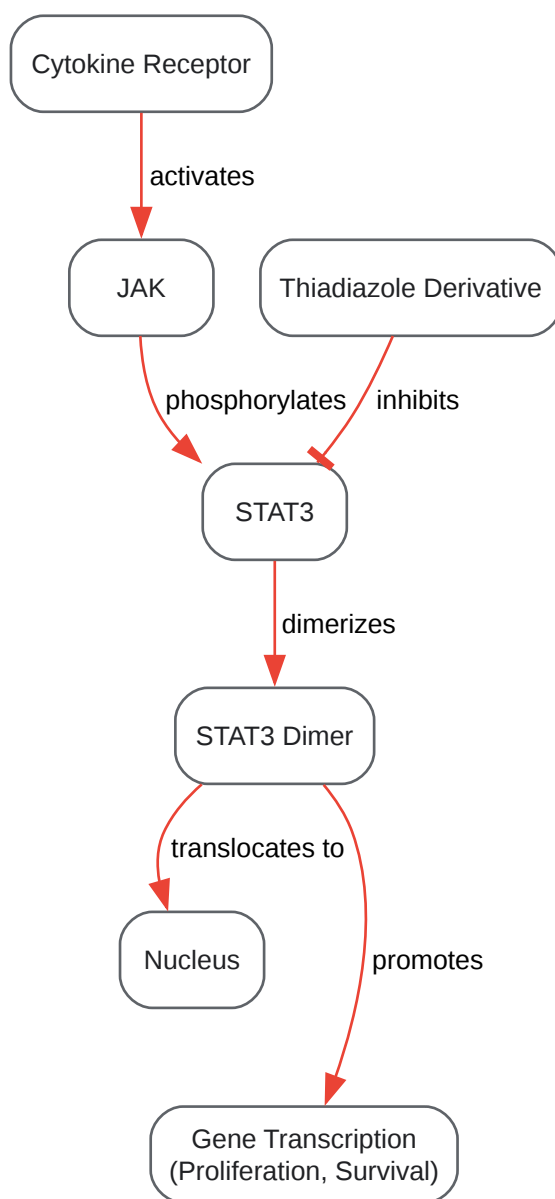 Cytokine Receptor
activates
JAK
Thiadiazole Derivative
phosphorylates
inhibits
STAT3
dimerizes
STAT3 Dimer
translocates to
Nucleus
promotes
Gene Transcription
(Proliferation, Survival)